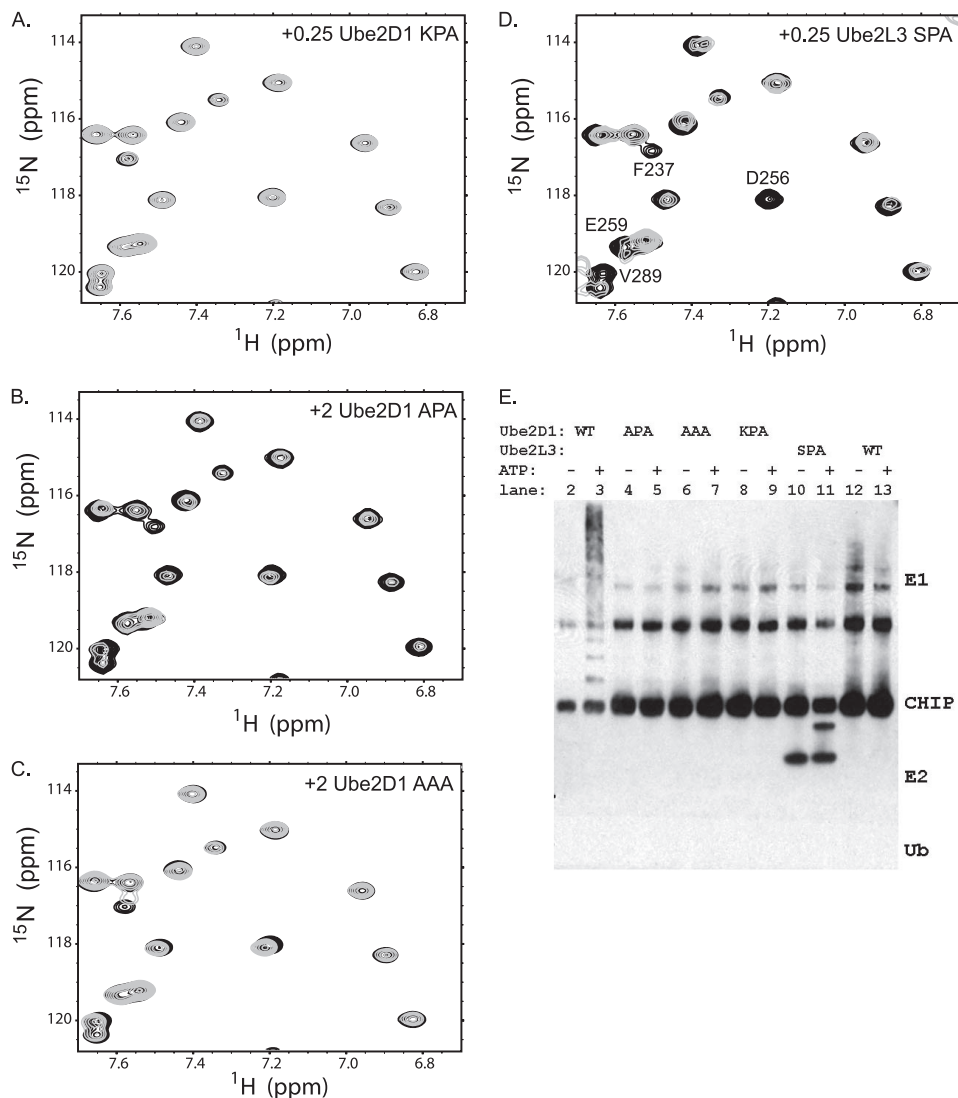 A.
+0.25 Ube2D1 KPA
114
116
118
120
15N (ppm)
7.6 7.4 7.2 7.0 6.8
1H (ppm)
B.
+2 Ube2D1 APA
114
116
118
120
15N (ppm)
7.6 7.4 7.2 7.0 6.8
1H (ppm)
C.
+2 Ube2D1 AAA
114
116
118
120
15N (ppm)
7.6 7.4 7.2 7.0 6.8
1H (ppm)
D.
+0.25 Ube2L3 SPA
F237
D256
E259
V289
114
116
118
120
15N (ppm)
7.6 7.4 7.2 7.0 6.8
1H (ppm)
E.
Ube2D1: WT APA AAA KPA
Ube2L3: SPA WT
ATP: - + - + - + - + - + - +
lane: 2 3 4 5 6 7 8 9 10 11 12 13
E1
CHIP
E2
Ub